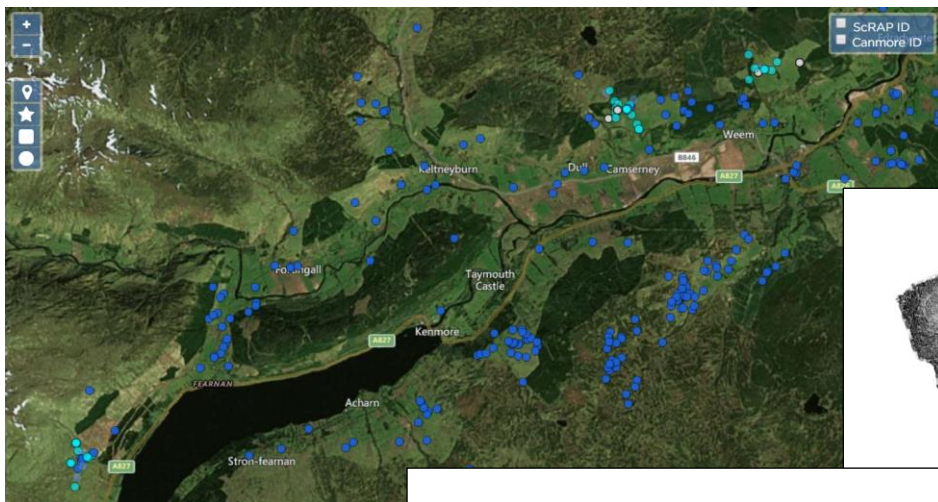 +
−
ScRAP ID
Canmore ID
Weem
Keltneyburn
Dull
Camserney
B846
A827
A826
Fortingall
Taymouth
Castle
Kenmore
A827
FEARNAN
Acharn
Stron-fearnan
A827